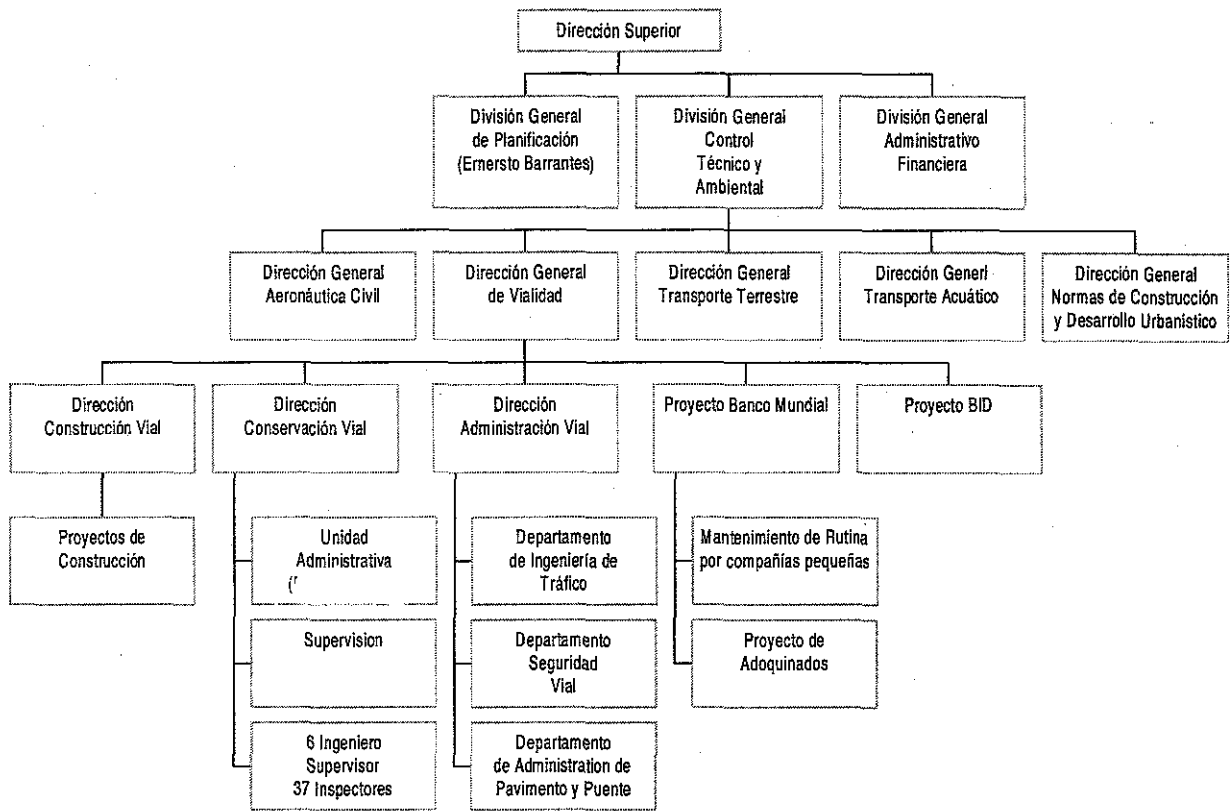 Dirección Superior
División General
de Planificación
(Ernersto Barrantes)
División General
Control
Técnico y
Ambiental
División General
Administrativo
Financiera
Dirección General
Aeronáutica Civil
Dirección General
de Vialidad
Dirección General
Transporte Terrestre
Dirección Generl
Transporte Acuático
Dirección General
Normas de Construcción
y Desarrollo Urbanistico
Dirección
Construcción Vial
Dirección
Conservación Vial
Dirección
Administración Vial
Proyecto Banco Mundial
Proyecto BID
Proyectos de
Construcción
Unidad
Administrativa
Supervision
6 Ingeniero
Supervisor
37 Inspectores
Departamento
de Ingeniería de
Tráfico
Departamento
Seguridad
Vial
Departamento
de Administration de
Pavimento y Puente
Mantenimiento de Rutina
por compañías pequeñas
Proyecto de
Adoquinados